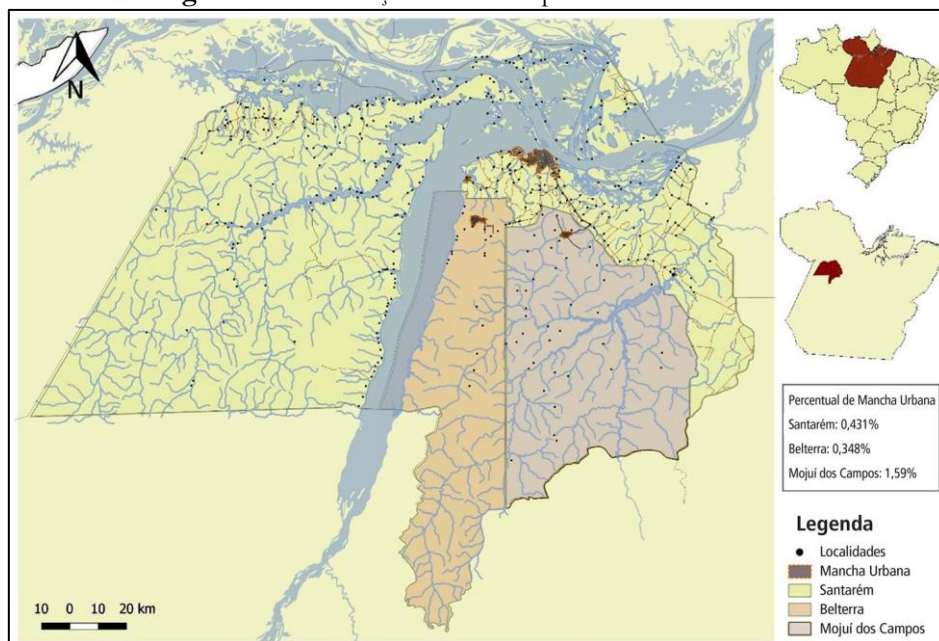 N
Percentual de Mancha Urbana
Santarém: 0,431%
Belterra: 0,348%
Mojuí dos Campos: 1,59%
Legenda
Localidades
Mancha Urbana
Santarém
Belterra
Mojuí dos Campos
10 0 10 20 km